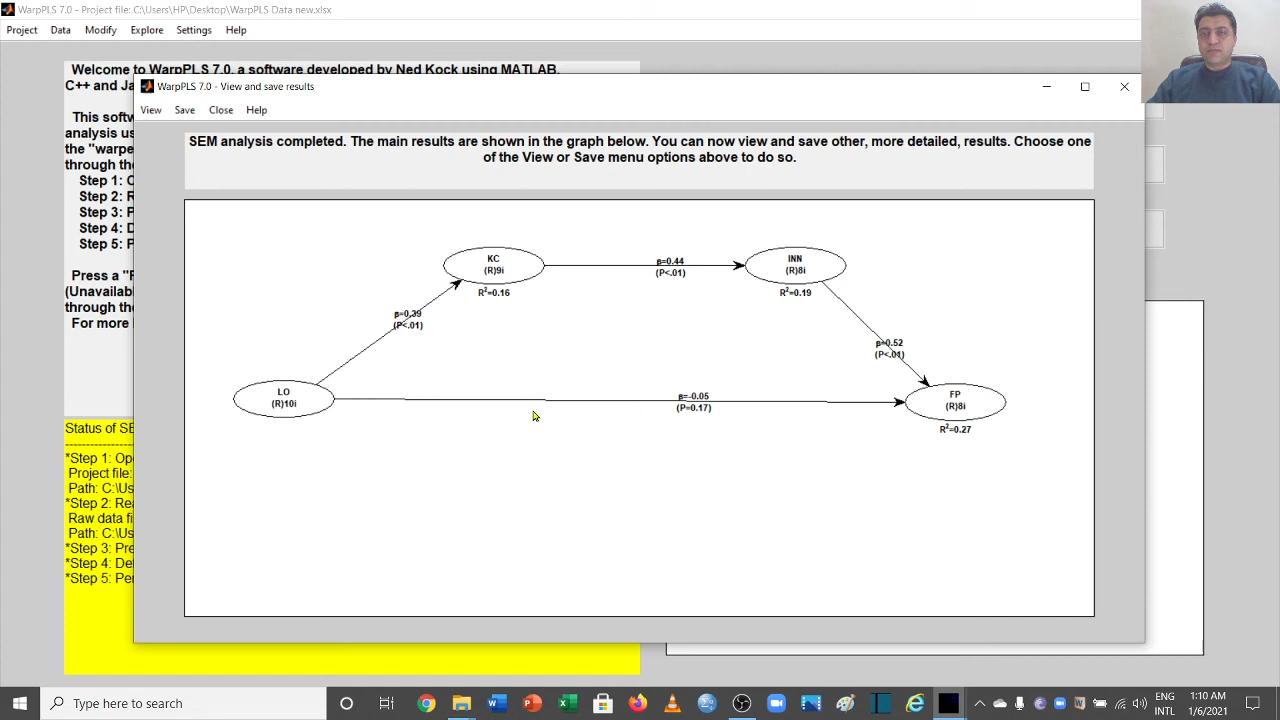 WarpPLS 7.0 - Project file: C:\Users\HP\Desktop\WarpPLS Data new.xlsx
Project Data Modify Explore Settings Help
Welcome to WarpPLS 7.0, a software developed by Ned Kock using MATLAB,
C++ and Ja
This softw
analysis us
the "warpe
through the
Step 1: O
Step 2: R
Step 3: P
Step 4: D
Step 5: P
Press a "P
(Unavailab
through the
For more i
Status of SE
*Step 1: Ope
Project file:
Path: C:\Us
*Step 2: Rea
Raw data fi
Path: C:\Us
*Step 3: Pre
*Step 4: Def
*Step 5: Per
WarpPLS 7.0 - View and save results
View Save Close Help
SEM analysis completed. The main results are shown in the graph below. You can now view and save other, more detailed, results. Choose one
of the View or Save menu options above to do so.
KC
(R)9i
R²=0.16
β=0.44
(P<.01)
INN
(R)8i
R²=0.19
β=0.39
(P<.01)
β=0.52
(P<.01)
LO
(R)10i
β=-0.05
(P=0.17)
FP
(R)8i
R²=0.27
Type here to search
ENG
INTL
1:10 AM
1/6/2021